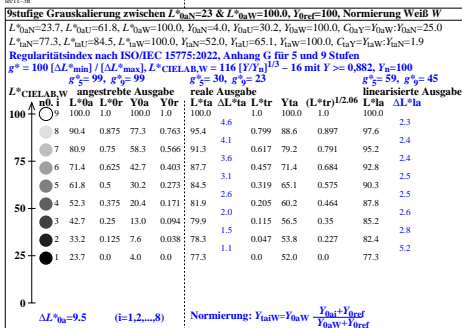 9stufige Grauskalierung zwischen L*0aN=23 & L*0aW=100.0, Y0ref=100, Normierung Weiß W
L*0aN=23.7, L*0aU=61.8, L*0aW=100.0, Y0aN=4.0, Y0aU=30.2, Y0aW=100.0, C0aY=Y0aW:Y0aN=25.0
L*taN=77.3, L*taU=84.5, L*taW=100.0, YtaN=52.0, YtaU=65.1, YtaW=100.0, CtaY=YtaW:YtaN=1.9
Regularitätsindex nach ISO/IEC 15775:2022, Anhang G für 5 und 9 Stufen
g* = 100 [ΔL*min] / [ΔL*max], L*CIELAB,W = 116 [Y/Yn]1/3 − 16 mit Y >= 0,882, Yn=100
g*5= 99, g*9= 99 g*5= 30, g*9= 23 g*5= 59, g*9= 45
L*CIELAB,W angestrebte Ausgabe reale Ausgabe linearisierte Ausgabe
n0. i L*0a L*0r Y0a Y0r L*ta ΔL*ta L*tr Yta (L*tr)1/2.06 L*la ΔL*la
100 9 100.0 1.0 100.0 1.0 100.0 1.0 100.0 1.0 100.0
4.6 2.3
8 90.4 0.875 77.3 0.763 95.4 0.799 88.6 0.897 97.6
4.1 2.4
75 7 80.9 0.75 58.3 0.566 91.3 0.617 79.2 0.791 95.2
3.6 2.4
6 71.4 0.625 42.7 0.403 87.7 0.457 71.4 0.684 92.8
3.1 2.5
5 61.8 0.5 30.2 0.273 84.5 0.319 65.1 0.575 90.3
2.6 2.5
50 4 52.3 0.375 20.4 0.171 81.9 0.205 60.2 0.464 87.8
2.0 2.6
3 42.7 0.25 13.0 0.094 79.9 0.115 56.5 0.35 85.2
1.5 2.8
2 33.2 0.125 7.6 0.038 78.3 0.047 53.8 0.227 82.4
1.1 5.2
25 1 23.7 0.0 4.0 0.0 77.3 0.0 52.0 0.0 77.3
0
ΔL*0a=9.5 (i=1,2,...,8) Normierung: YtaiW=Y0aW Y0ai+Y0ref
Y0aW+Y0ref